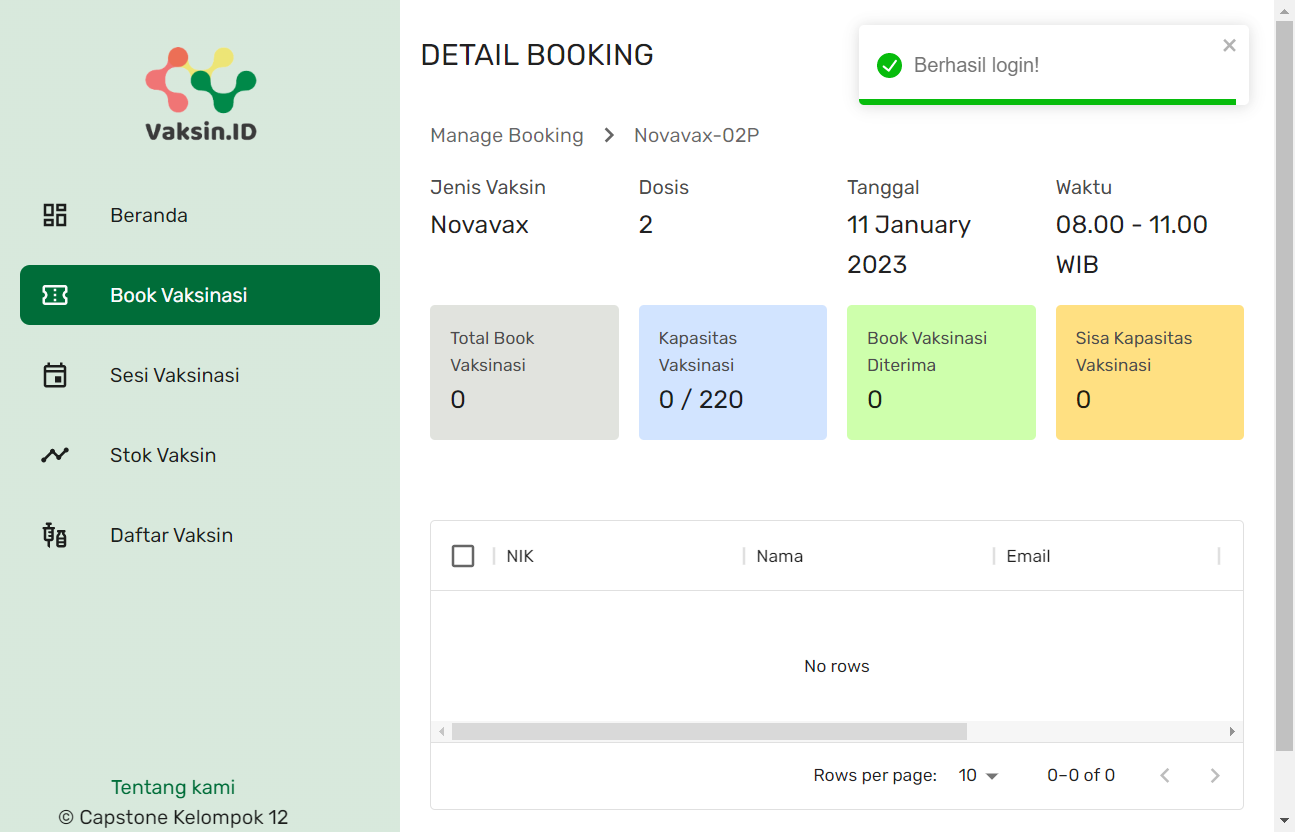 Vaksin.ID
Beranda
Book Vaksinasi
Sesi Vaksinasi
Stok Vaksin
Daftar Vaksin
Tentang kami
© Capstone Kelompok 12
DETAIL BOOKING
Berhasil login!
Manage Booking
Novavax-02P
Jenis Vaksin
Novavax
Dosis
2
Tanggal
11 January
2023
Waktu
08.00 - 11.00
WIB
Total Book
Vaksinasi
0
Kapasitas
Vaksinasi
0 / 220
Book Vaksinasi
Diterima
0
Sisa Kapasitas
Vaksinasi
0
NIK
Nama
Email
No rows
Rows per page:
10
0–0 of 0